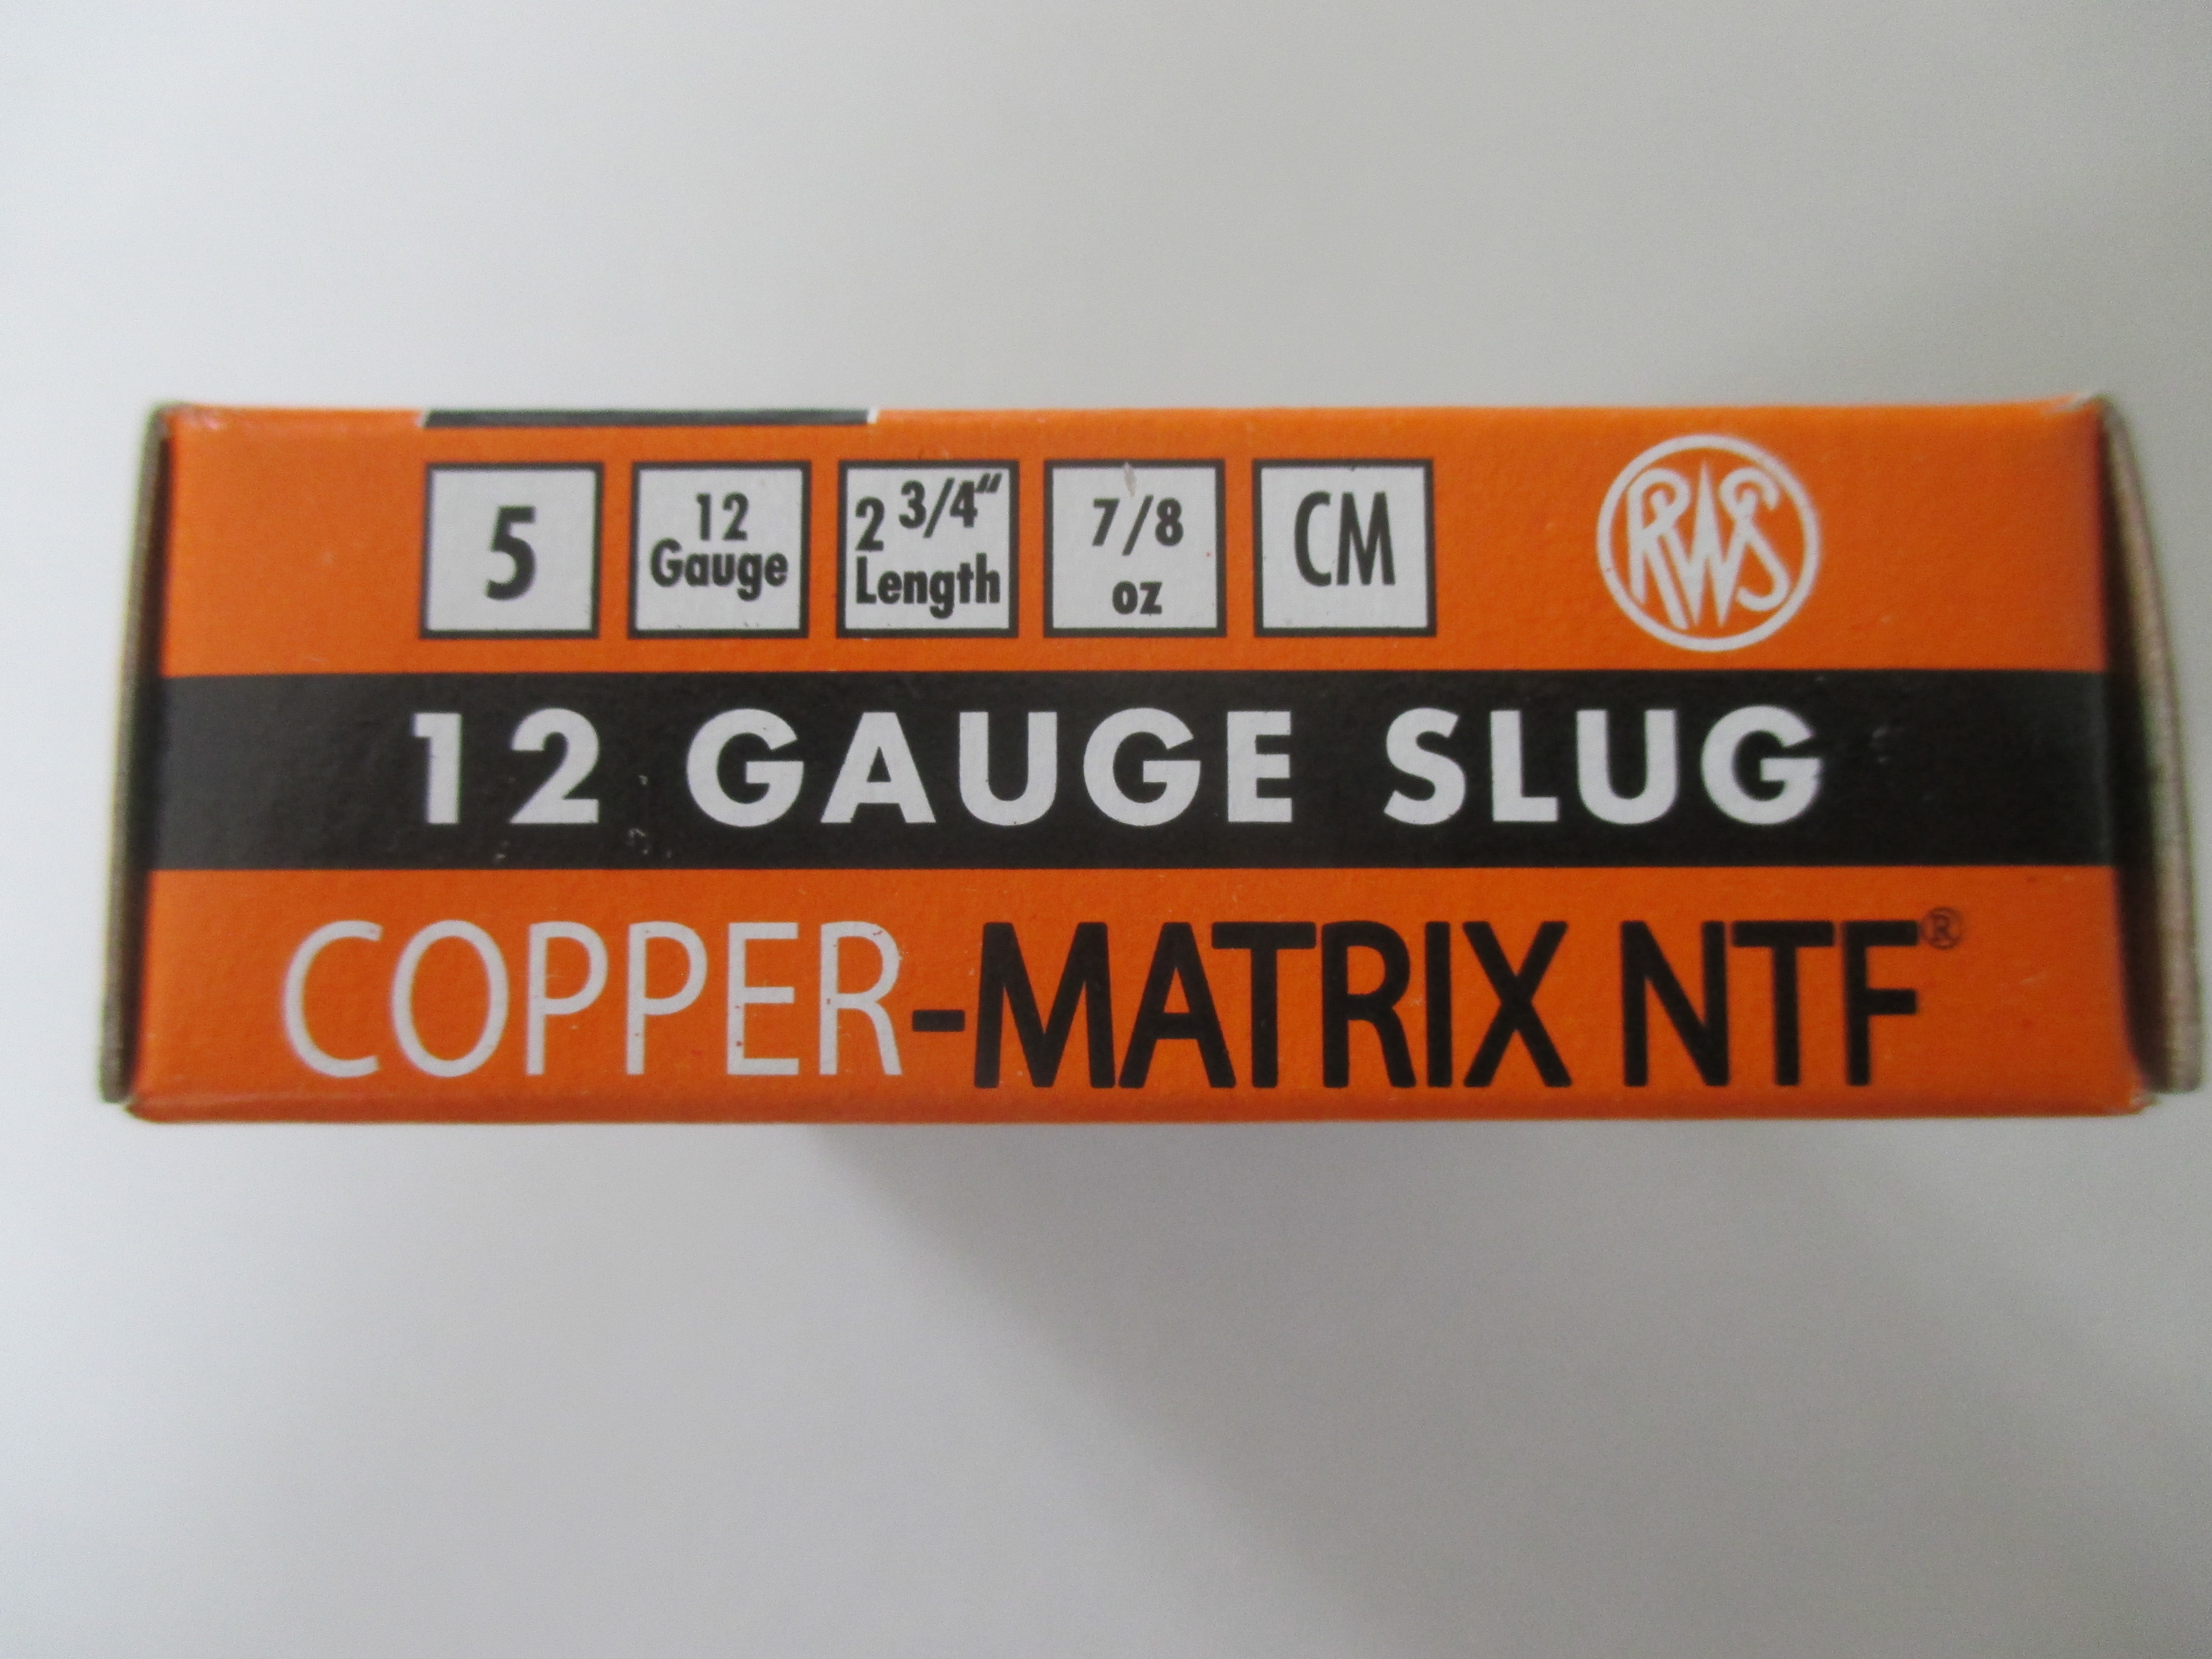 5
12
Gauge
2 3/4“
Length
7/8
oz
CM
RWS
12 GAUGE SLUG
COPPER-MATRIX NTF®